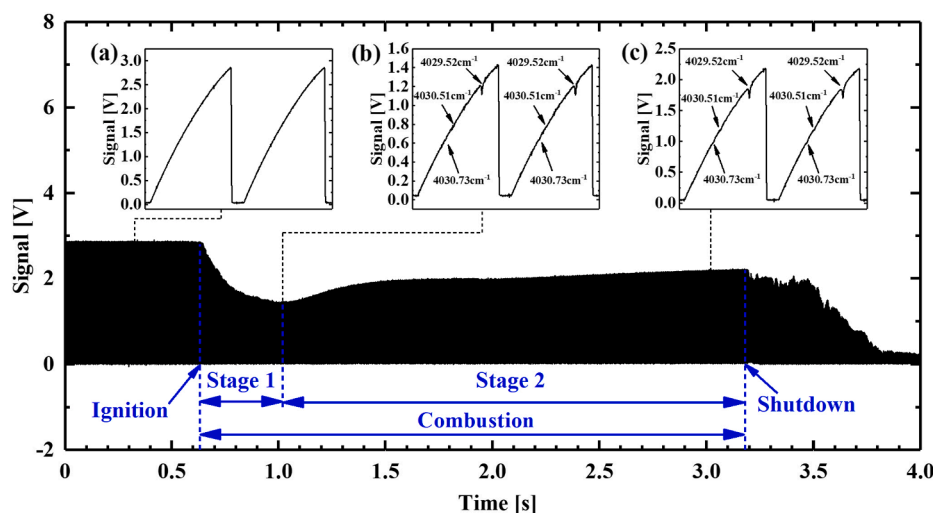 8
6
4
2
0
-2
Signal [V]
(a)
3.0
2.5
2.0
1.5
1.0
0.5
0.0
Signal [V]
(b)
1.6
1.4
1.2
1.0
0.8
0.6
0.4
0.2
0.0
Signal [V]
4029.52cm⁻¹
4029.52cm⁻¹
4030.51cm⁻¹
4030.51cm⁻¹
4030.73cm⁻¹
4030.73cm⁻¹
(c)
2.5
2.0
1.5
1.0
0.5
0.0
Signal [V]
4029.52cm⁻¹
4029.52cm⁻¹
4030.51cm⁻¹
4030.51cm⁻¹
4030.73cm⁻¹
4030.73cm⁻¹
Stage 1
Stage 2
Ignition
Shutdown
Combustion
0 0.5 1.0 1.5 2.0 2.5 3.0 3.5 4.0
Time [s]